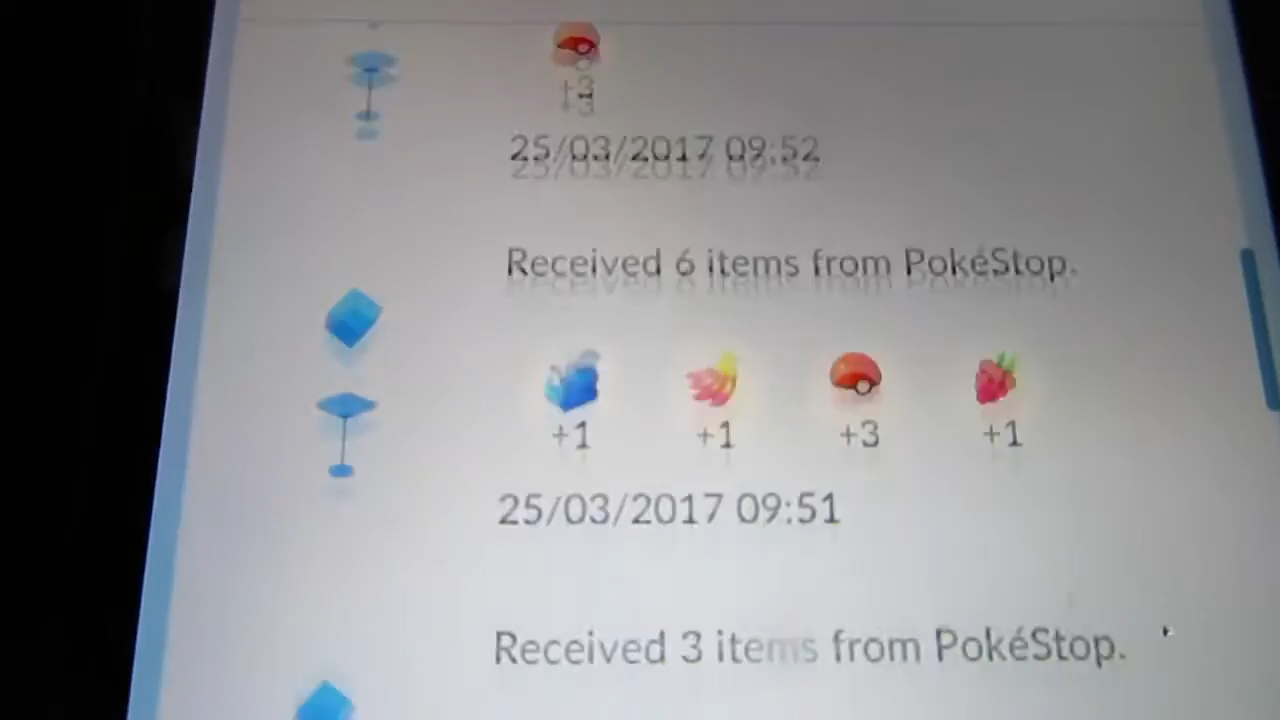 +3
25/03/2017 09:52
Received 6 items from PokéStop.
+1 +1 +3 +1
25/03/2017 09:51
Received 3 items from PokéStop.